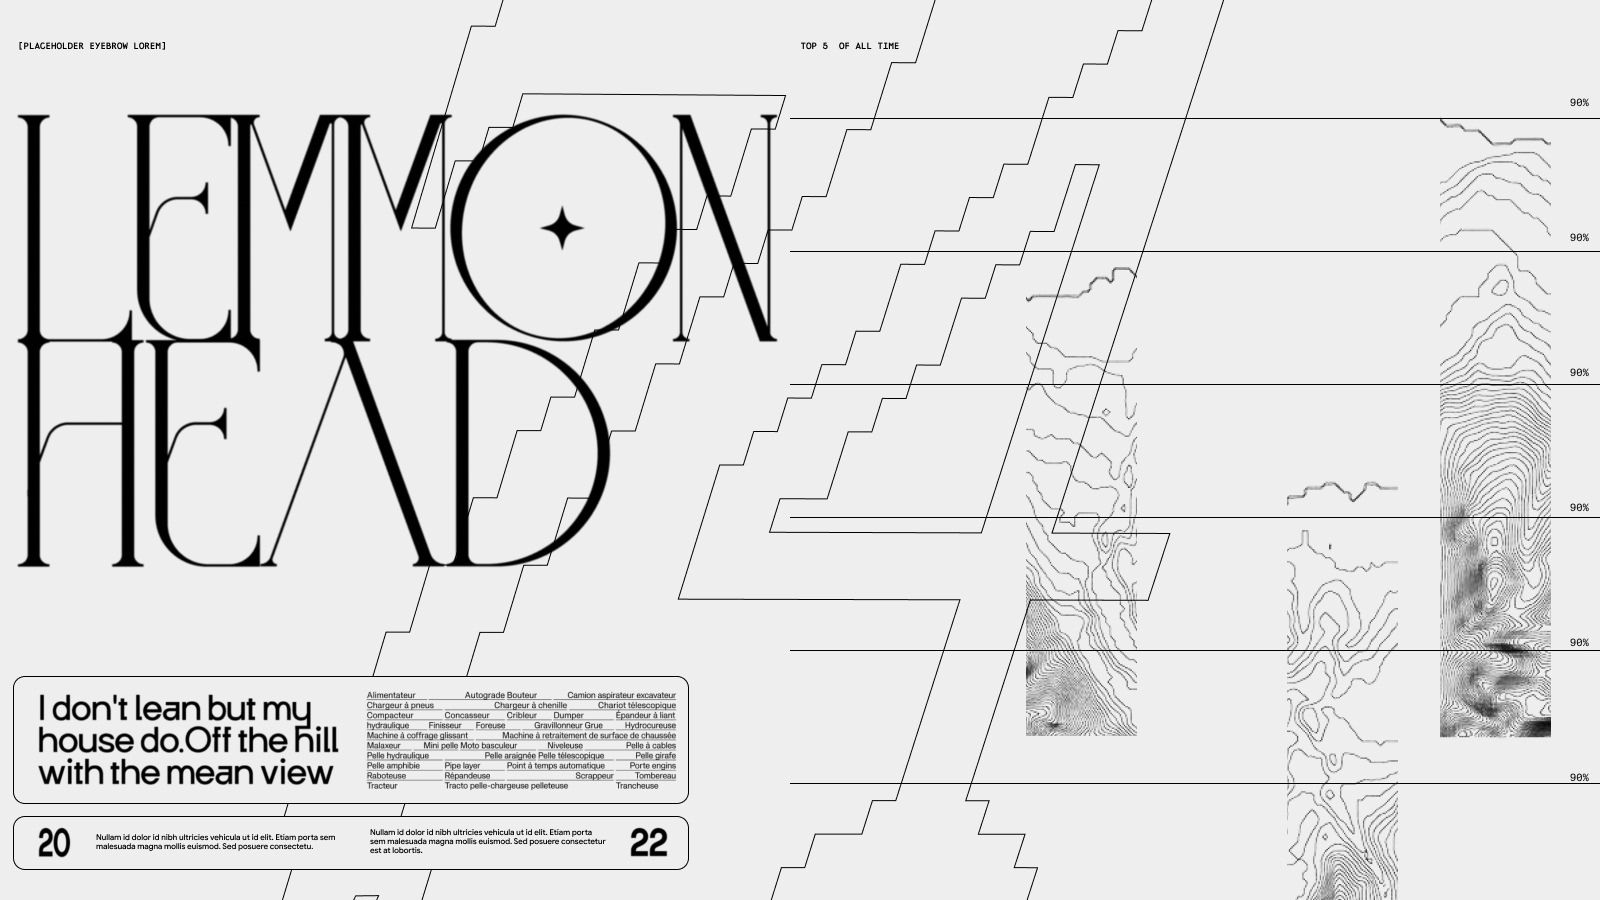 [PLACEHOLDER EYEBROW LOREM]
TOP 5 OF ALL TIME
LEMMON
HEAD
90%
90%
90%
90%
90%
90%
I don't lean but my
house do.Off the hill
with the mean view
Alimentateur Autograde Bouteur Camion aspirateur excavateur
Chargeur à pneus Chargeur à chenille Chariot télescopique
Compacteur Concasseur Cribleur Dumper Épandeur à liant
hydraulique Finisseur Foreuse Gravillonneur Grue Hydrocureuse
Machine à coffrage glissant Machine à retraitement de surface de chaussée
Malaxeur Mini pelle Moto basculeur Niveleuse Pelle à cables
Pelle hydraulique Pelle araignée Pelle télescopique Pelle girafe
Pelle amphibie Pipe layer Point à temps automatique Porte engins
Raboteuse Répandeuse Scrappeur Tombereau
Tracteur Tracto pelle-chargeuse pelleteuse Trancheuse
20
Nullam id dolor id nibh ultricies vehicula ut id elit. Etiam porta sem
malesuada magna mollis euismod. Sed posuere consectetu.
Nullam id dolor id nibh ultricies vehicula ut id elit. Etiam porta
sem malesuada magna mollis euismod. Sed posuere consectetur
est at lobortis.
22